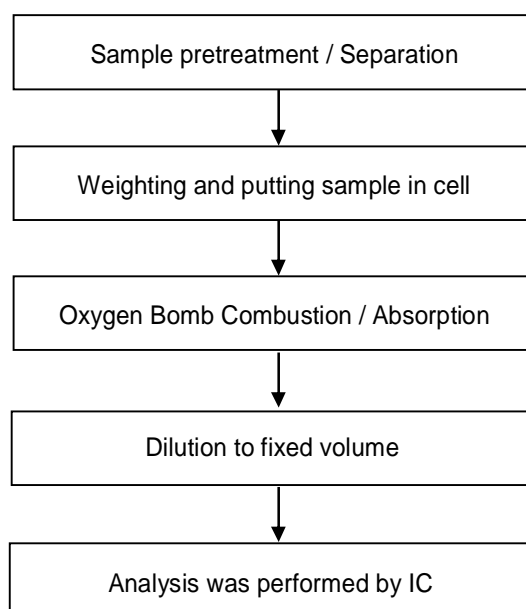 Sample pretreatment / Separation
Weighting and putting sample in cell
Oxygen Bomb Combustion / Absorption
Dilution to fixed volume
Analysis was performed by IC